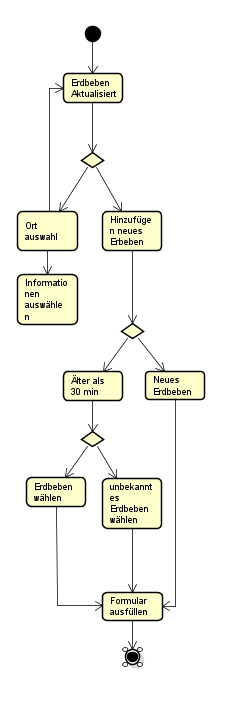 Erdbeben
Aktualisiert
Ort
auswahl
Hinzufüge
n neues
Erbeben
Informatio
nen
auswähle
n
Älter als
30 min
Neues
Erdbeben
Erdbeben
wählen
unbekannt
es
Erdbeben
wählen
Formular
ausfüllen